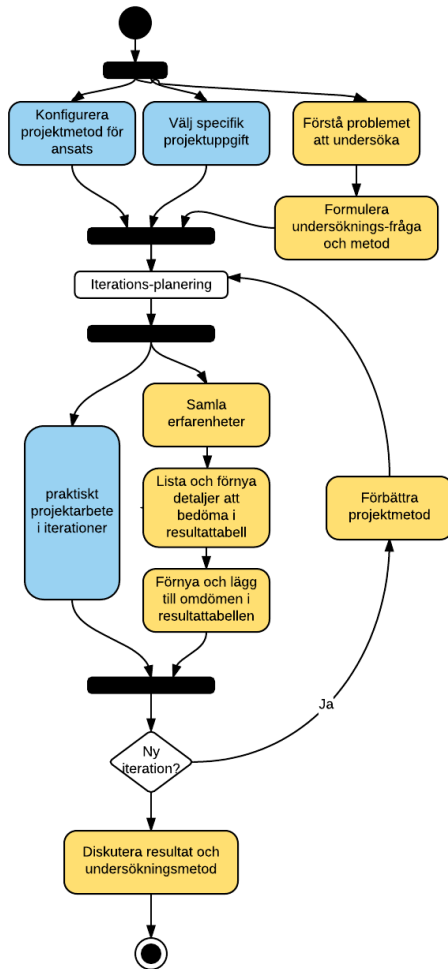 Konfigurera
projektmetod för
ansats
Välj specifik
projektuppgift
Förstå problemet
att undersöka
Formulera
undersöknings-fråga
och metod
Iterations-planering
Samla
erfarenheter
praktiskt
projektarbete
i iterationer
Lista och förnya
detaljer att
bedöma i
resultattabell
Förbättra
projektmetod
Förnya och lägg
till omdömen i
resultattabellen
Ja
Ny
iteration?
Diskutera resultat och
undersökningsmetod